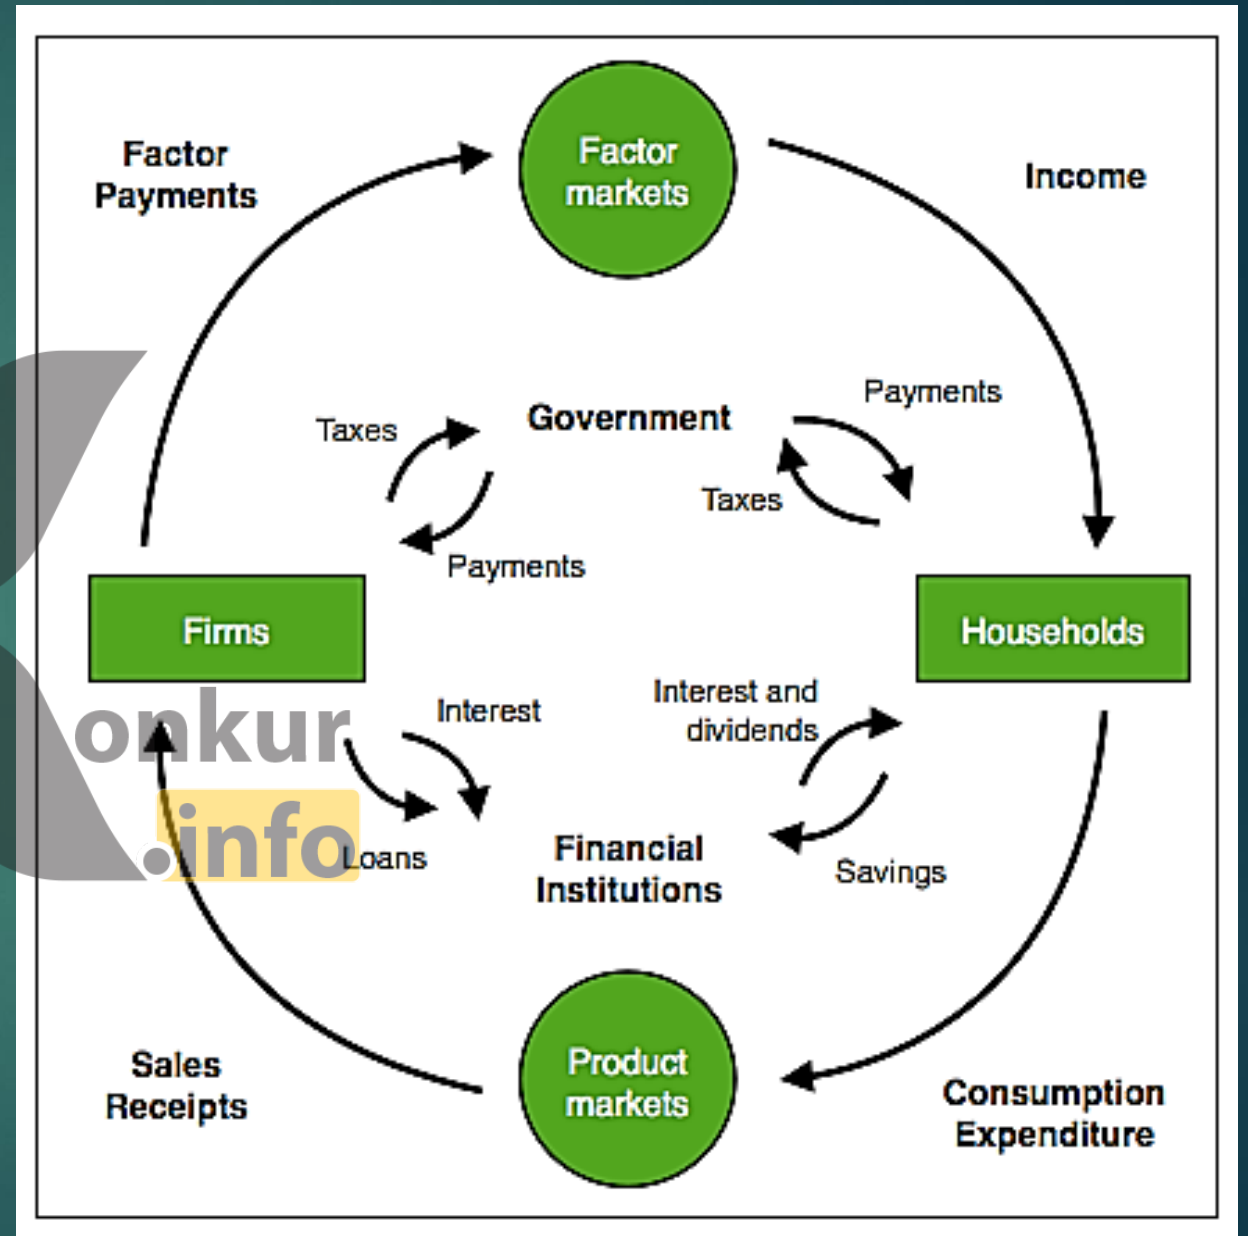 Factor
Payments
Factor
markets
Income
Government
Taxes
Payments
Taxes
Payments
Firms
Households
Interest
Interest and
dividends
onkur
.info
Loans
Financial
Institutions
Savings
Sales
Receipts
Product
markets
Consumption
Expenditure